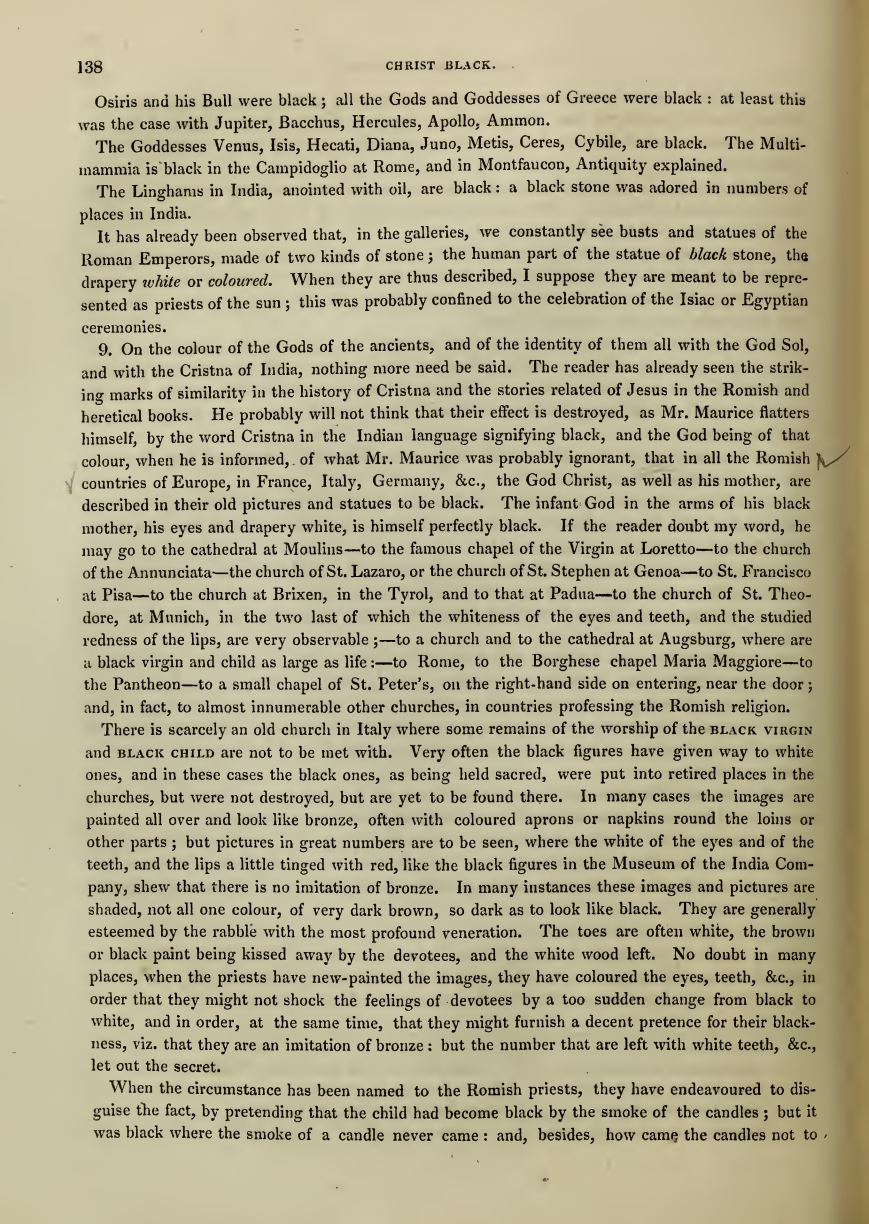 138
CHRIST BLACK.
Osiris and his Bull were black; all the Gods and Goddesses of Greece were black: at least this
was the case with Jupiter, Bacchus, Hercules, Apollo, Ammon.
The Goddesses Venus, Isis, Hecati, Diana, Juno, Metis, Ceres, Cybile, are black. The Multi-
mammia is black in the Campidoglio at Rome, and in Montfaucon, Antiquity explained.
The Linghams in India, anointed with oil, are black: a black stone was adored in numbers of
places in India.
It has already been observed that, in the galleries, we constantly see busts and statues of the
Roman Emperors, made of two kinds of stone; the human part of the statue of black stone, the
drapery white or coloured. When they are thus described, I suppose they are meant to be repre-
sented as priests of the sun; this was probably confined to the celebration of the Isiac or Egyptian
ceremonies.
9. On the colour of the Gods of the ancients, and of the identity of them all with the God Sol,
and with the Cristna of India, nothing more need be said. The reader has already seen the strik-
ing marks of similarity in the history of Cristna and the stories related of Jesus in the Romish and
heretical books. He probably will not think that their effect is destroyed, as Mr. Maurice flatters
himself, by the word Cristna in the Indian language signifying black, and the God being of that
colour, when he is informed, of what Mr. Maurice was probably ignorant, that in all the Romish
countries of Europe, in France, Italy, Germany, &c., the God Christ, as well as his mother, are
described in their old pictures and statues to be black. The infant God in the arms of his black
mother, his eyes and drapery white, is himself perfectly black. If the reader doubt my word, he
may go to the cathedral at Moulins—to the famous chapel of the Virgin at Loretto—to the church
of the Annunciata—the church of St. Lazaro, or the church of St. Stephen at Genoa—to St. Francisco
at Pisa—to the church at Brixen, in the Tyrol, and to that at Padua—to the church of St. Theo-
dore, at Munich, in the two last of which the whiteness of the eyes and teeth, and the studied
redness of the lips, are very observable;—to a church and to the cathedral at Augsburg, where are
a black virgin and child as large as life:—to Rome, to the Borghese chapel Maria Maggiore—to
the Pantheon—to a small chapel of St. Peter's, on the right-hand side on entering, near the door;
and, in fact, to almost innumerable other churches, in countries professing the Romish religion.
There is scarcely an old church in Italy where some remains of the worship of the BLACK VIRGIN
and BLACK CHILD are not to be met with. Very often the black figures have given way to white
ones, and in these cases the black ones, as being held sacred, were put into retired places in the
churches, but were not destroyed, but are yet to be found there. In many cases the images are
painted all over and look like bronze, often with coloured aprons or napkins round the loins or
other parts; but pictures in great numbers are to be seen, where the white of the eyes and of the
teeth, and the lips a little tinged with red, like the black figures in the Museum of the India Com-
pany, shew that there is no imitation of bronze. In many instances these images and pictures are
shaded, not all one colour, of very dark brown, so dark as to look like black. They are generally
esteemed by the rabble with the most profound veneration. The toes are often white, the brown
or black paint being kissed away by the devotees, and the white wood left. No doubt in many
places, when the priests have new-painted the images, they have coloured the eyes, teeth, &c., in
order that they might not shock the feelings of devotees by a too sudden change from black to
white, and in order, at the same time, that they might furnish a decent pretence for their black-
ness, viz. that they are an imitation of bronze: but the number that are left with white teeth, &c.,
let out the secret.
When the circumstance has been named to the Romish priests, they have endeavoured to dis-
guise the fact, by pretending that the child had become black by the smoke of the candles; but it
was black where the smoke of a candle never came: and, besides, how came the candles not to